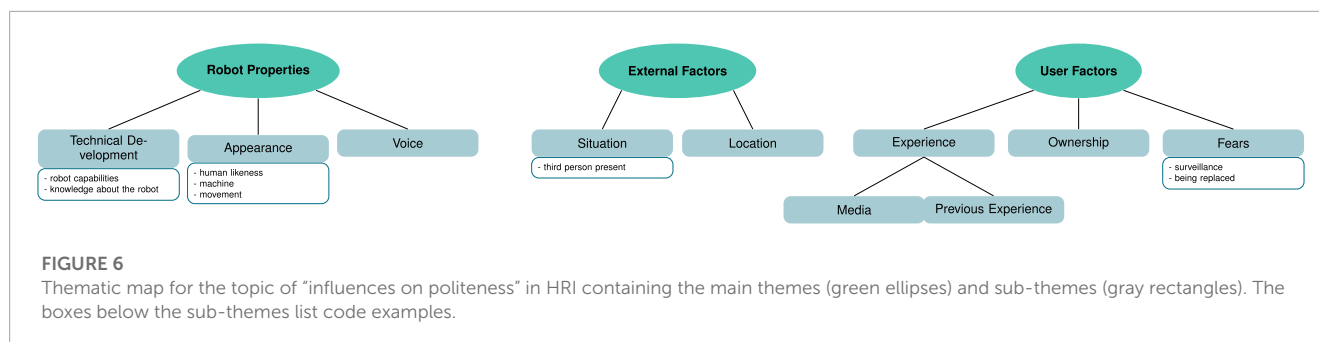 Robot Properties
External Factors
User Factors
Technical De-
velopment
Appearance
Voice
Situation
Location
Experience
Ownership
Fears
- robot capabilities
- knowledge about the robot
- human likeness
- machine
- movement
- third person present
- surveillance
- being replaced
Media
Previous Experience
FIGURE 6
Thematic map for the topic of “influences on politeness” in HRI containing the main themes (green ellipses) and sub-themes (gray rectangles). The
boxes below the sub-themes list code examples.